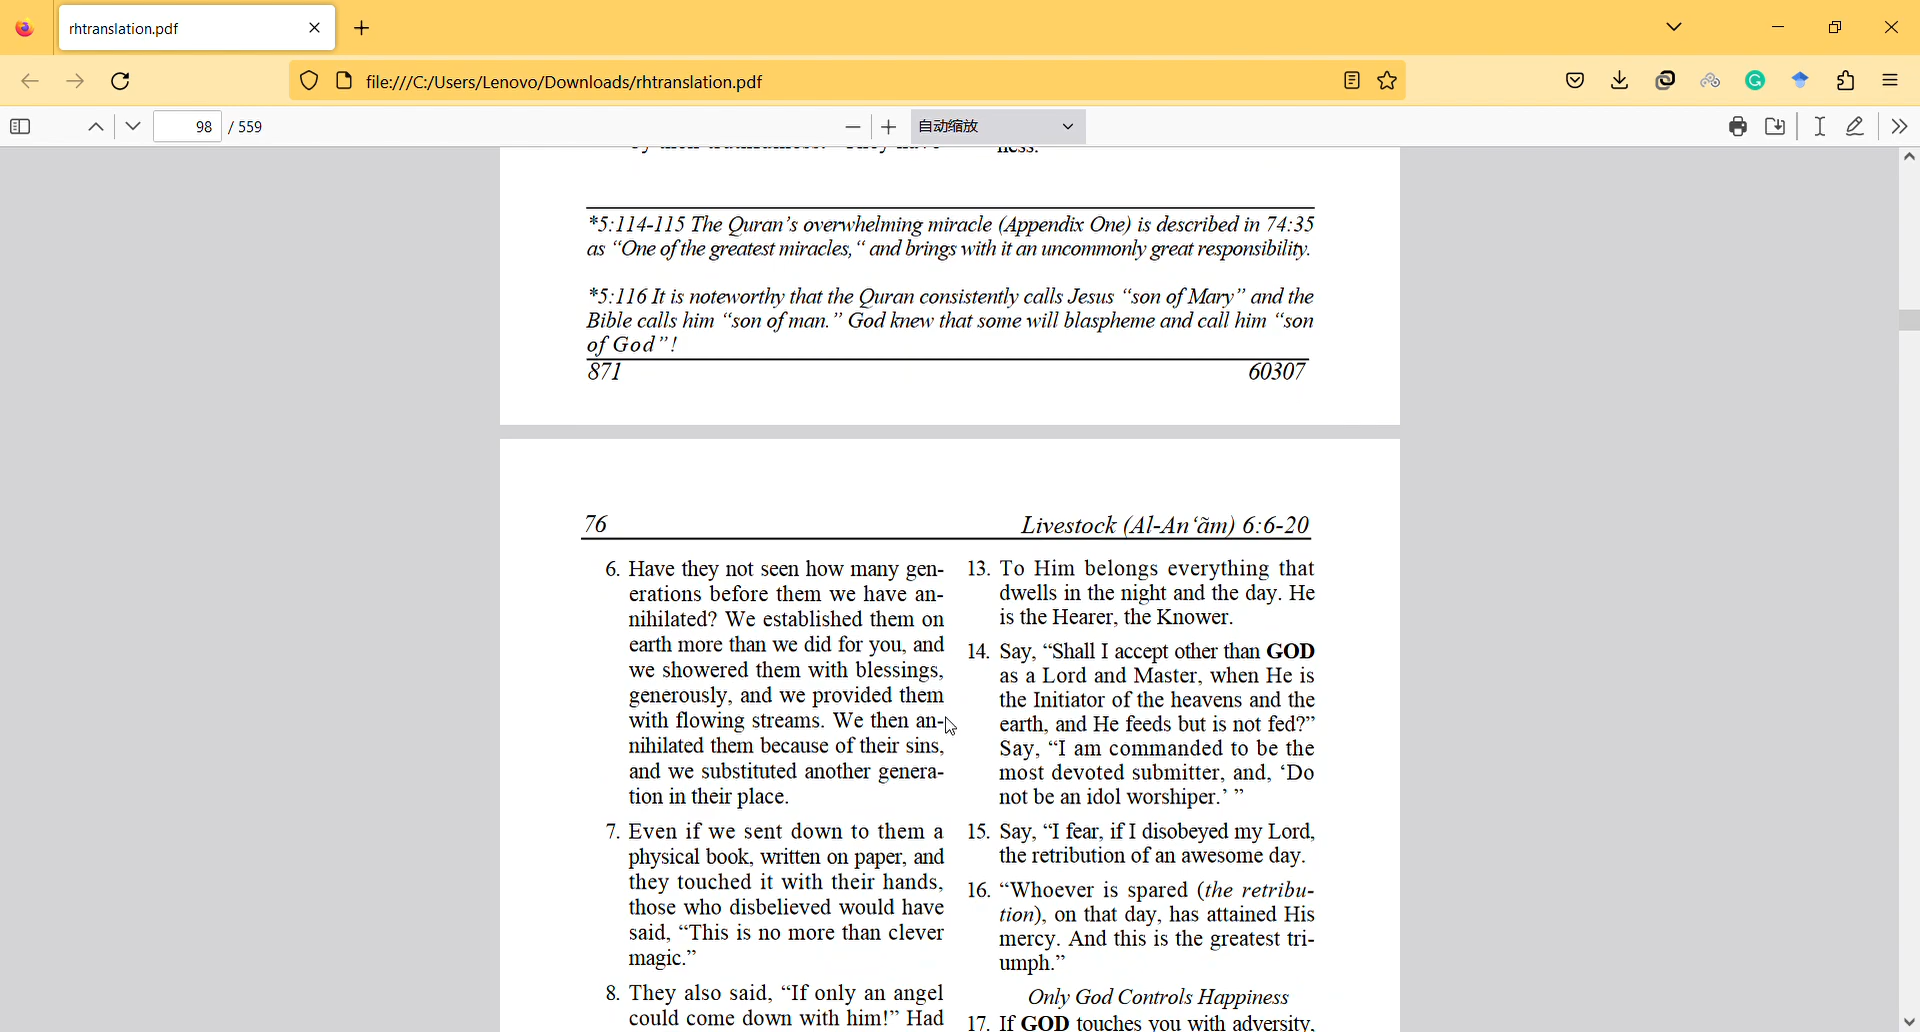 rhtranslation.pdf
file:///C:/Users/Lenovo/Downloads/rhtranslation.pdf
98 / 559
自动缩放
ness.
*5:114-115 The Quran’s overwhelming miracle (Appendix One) is described in 74:35
as “One of the greatest miracles,“ and brings with it an uncommonly great responsibility.
*5:116 It is noteworthy that the Quran consistently calls Jesus “son of Mary” and the
Bible calls him “son of man.” God knew that some will blaspheme and call him “son
of God”!
871 60307
76 Livestock (Al-An‘ãm) 6:6-20
6. Have they not seen how many gen-
erations before them we have an-
nihilated? We established them on
earth more than we did for you, and
we showered them with blessings,
generously, and we provided them
with flowing streams. We then an-
nihilated them because of their sins,
and we substituted another genera-
tion in their place.
7. Even if we sent down to them a
physical book, written on paper, and
they touched it with their hands,
those who disbelieved would have
said, “This is no more than clever
magic.”
8. They also said, “If only an angel
could come down with him!” Had
13. To Him belongs everything that
dwells in the night and the day. He
is the Hearer, the Knower.
14. Say, “Shall I accept other than GOD
as a Lord and Master, when He is
the Initiator of the heavens and the
earth, and He feeds but is not fed?”
Say, “I am commanded to be the
most devoted submitter, and, ‘Do
not be an idol worshiper.’ ”
15. Say, “I fear, if I disobeyed my Lord,
the retribution of an awesome day.
16. “Whoever is spared (the retribu-
tion), on that day, has attained His
mercy. And this is the greatest tri-
umph.”
Only God Controls Happiness
17. If GOD touches you with adversity,